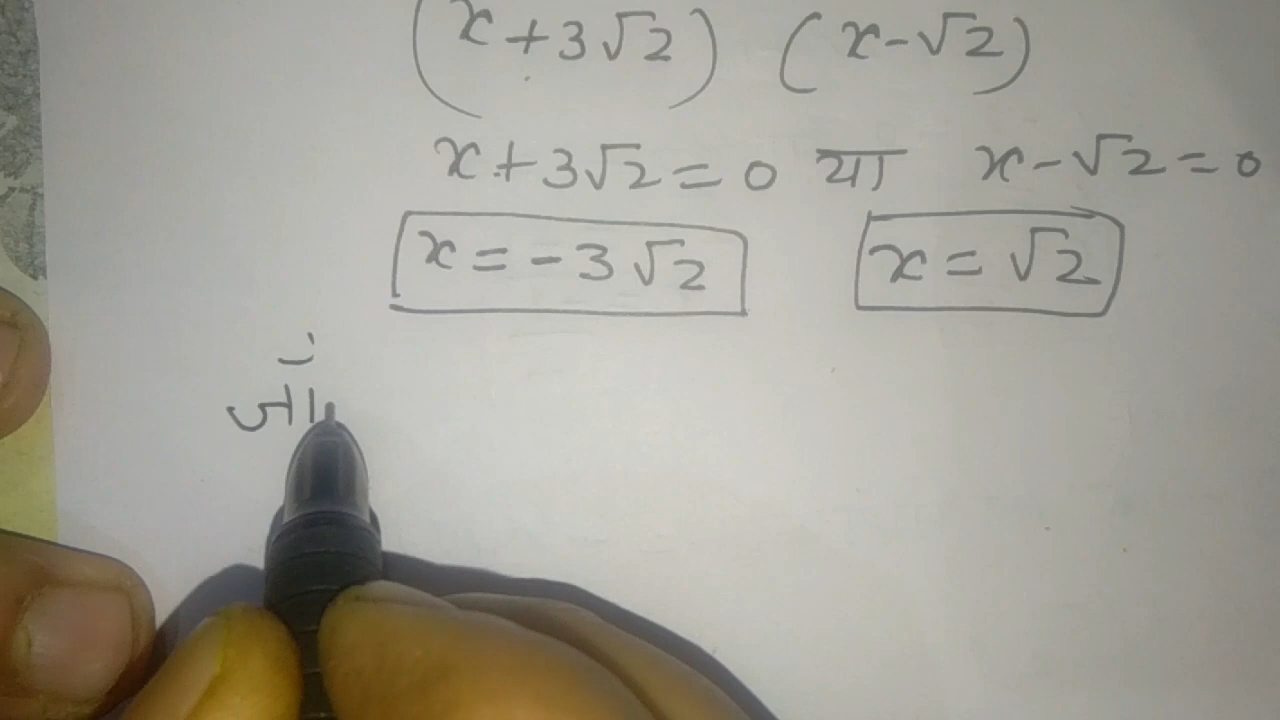 (x+3√2) (x-√2)
x+3√2=0 या x-√2=0
x=-3√2 x=√2